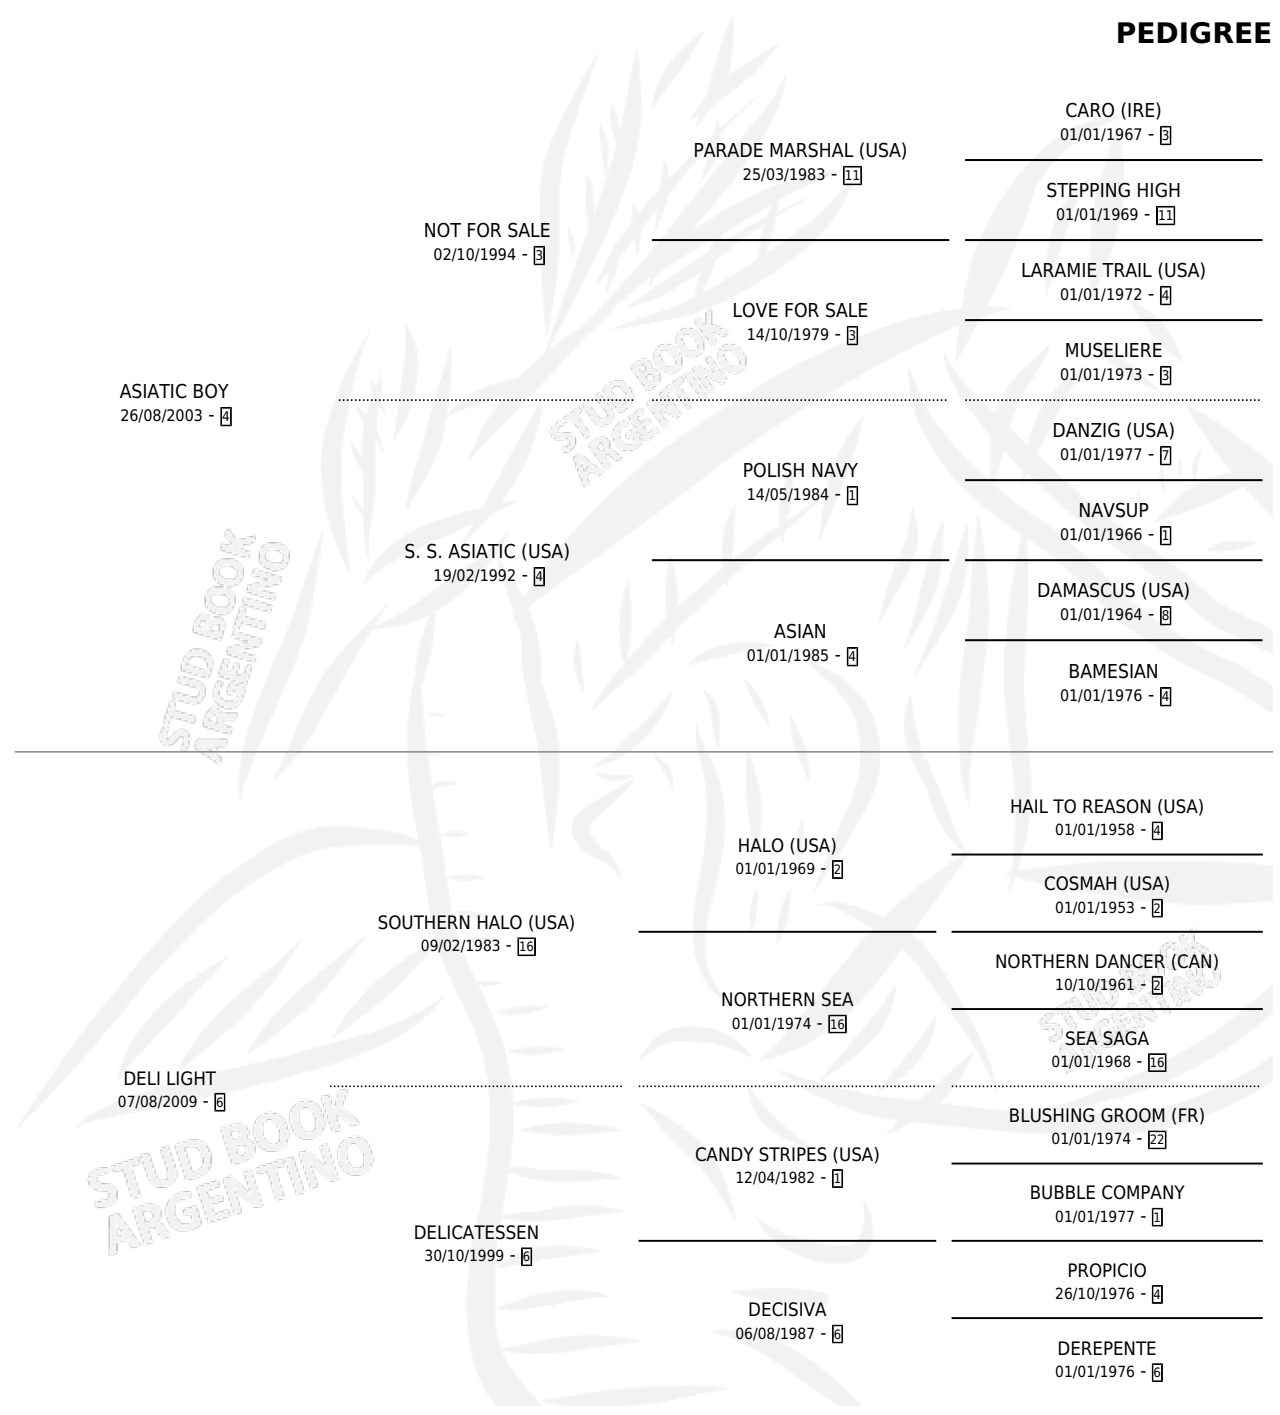 PEDIGREE
CARO (IRE)
01/01/1967 - 3
PARADE MARSHAL (USA)
25/03/1983 - 11
STEPPING HIGH
01/01/1969 - 11
NOT FOR SALE
02/10/1994 - 3
LARAMIE TRAIL (USA)
01/01/1972 - 4
LOVE FOR SALE
14/10/1979 - 3
MUSELIERE
01/01/1973 - 3
ASIATIC BOY
26/08/2003 - 4
DANZIG (USA)
01/01/1977 - 7
POLISH NAVY
14/05/1984 - 1
NAVSUP
01/01/1966 - 1
S. S. ASIATIC (USA)
19/02/1992 - 4
DAMASCUS (USA)
01/01/1964 - 8
ASIAN
01/01/1985 - 4
BAMESIAN
01/01/1976 - 4
HAIL TO REASON (USA)
01/01/1958 - 4
HALO (USA)
01/01/1969 - 2
COSMAH (USA)
01/01/1953 - 2
SOUTHERN HALO (USA)
09/02/1983 - 16
NORTHERN DANCER (CAN)
10/10/1961 - 2
NORTHERN SEA
01/01/1974 - 16
SEA SAGA
01/01/1968 - 16
DELI LIGHT
07/08/2009 - 6
BLUSHING GROOM (FR)
01/01/1974 - 22
CANDY STRIPES (USA)
12/04/1982 - 1
BUBBLE COMPANY
01/01/1977 - 1
DELICATESSEN
30/10/1999 - 6
PROPICIO
26/10/1976 - 4
DECISIVA
06/08/1987 - 6
DEREPENTE
01/01/1976 - 6
STUD BOOK
ARGENTINO
STUD BOOK
ARGENTINO
STUD BOOK
ARGENTINO
STUD BOOK
ARGENTINO